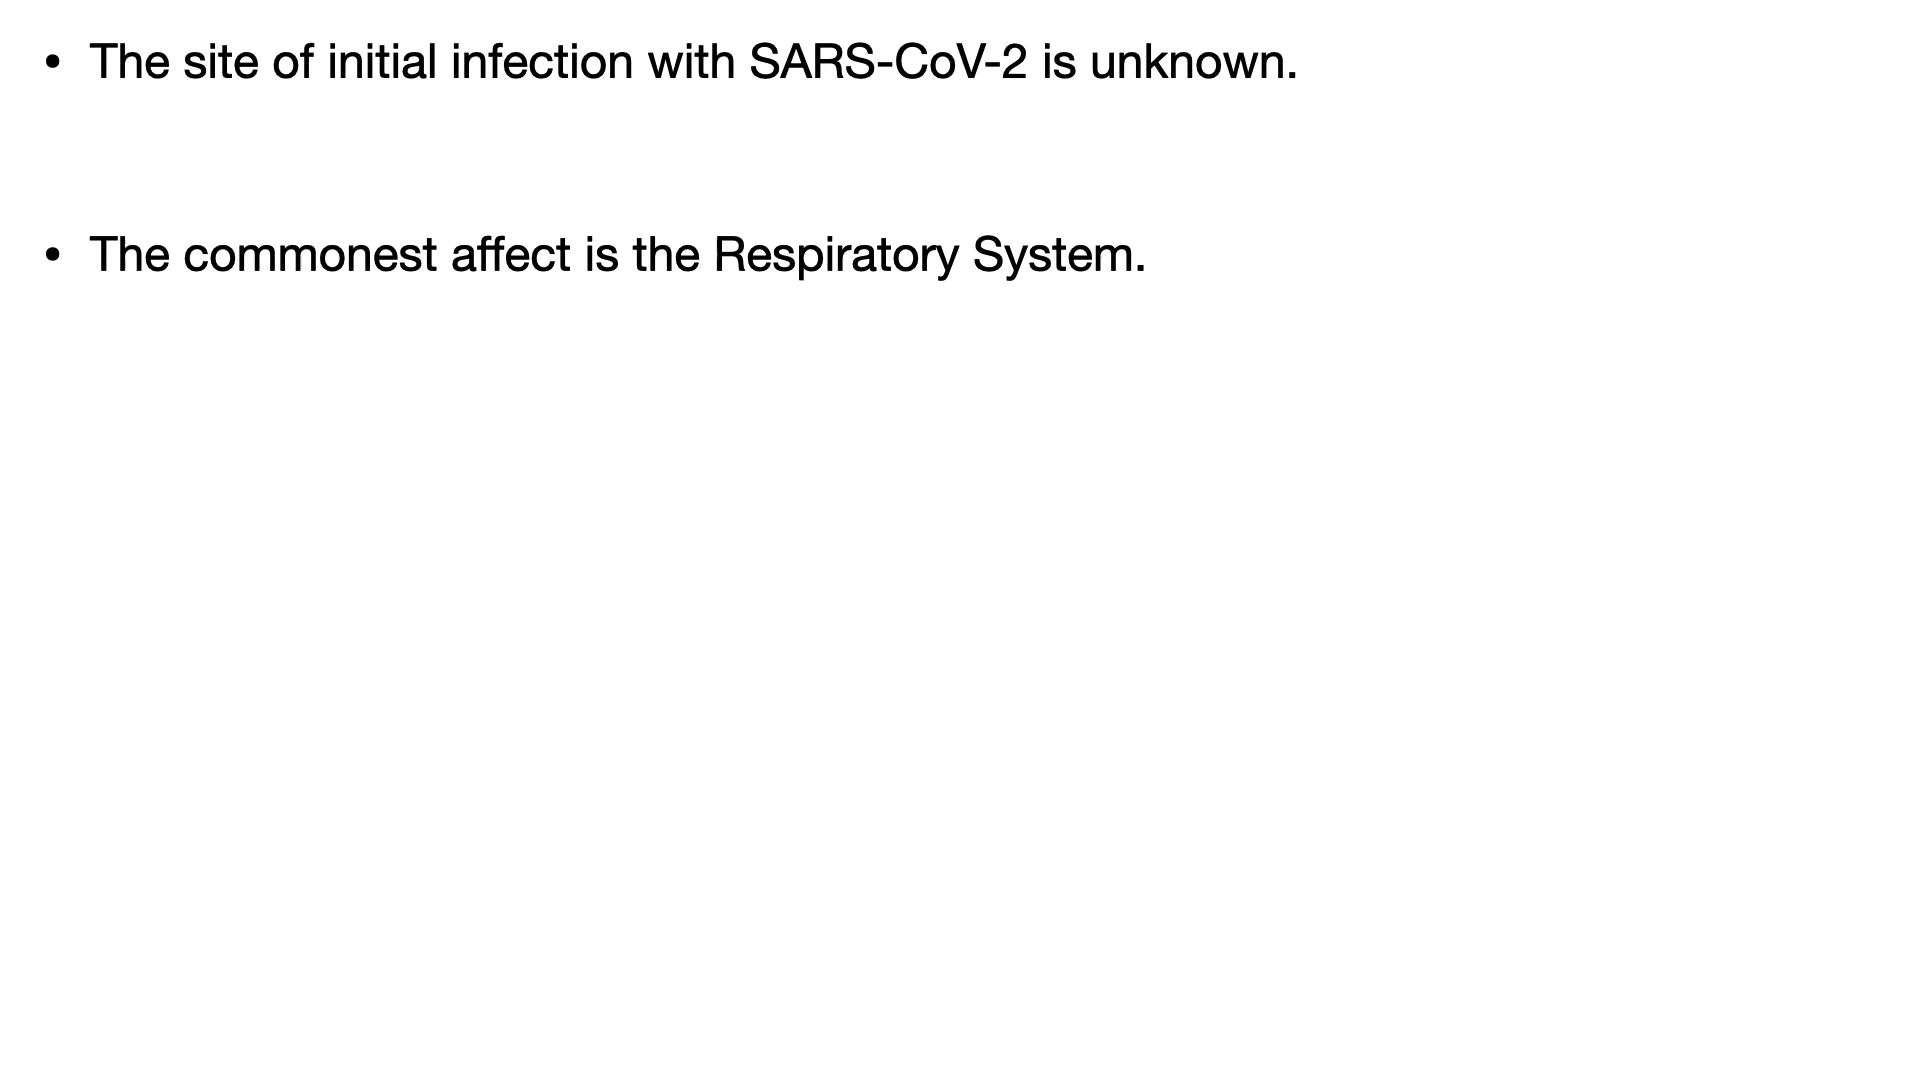 • The site of initial infection with SARS-CoV-2 is unknown.
• The commonest affect is the Respiratory System.